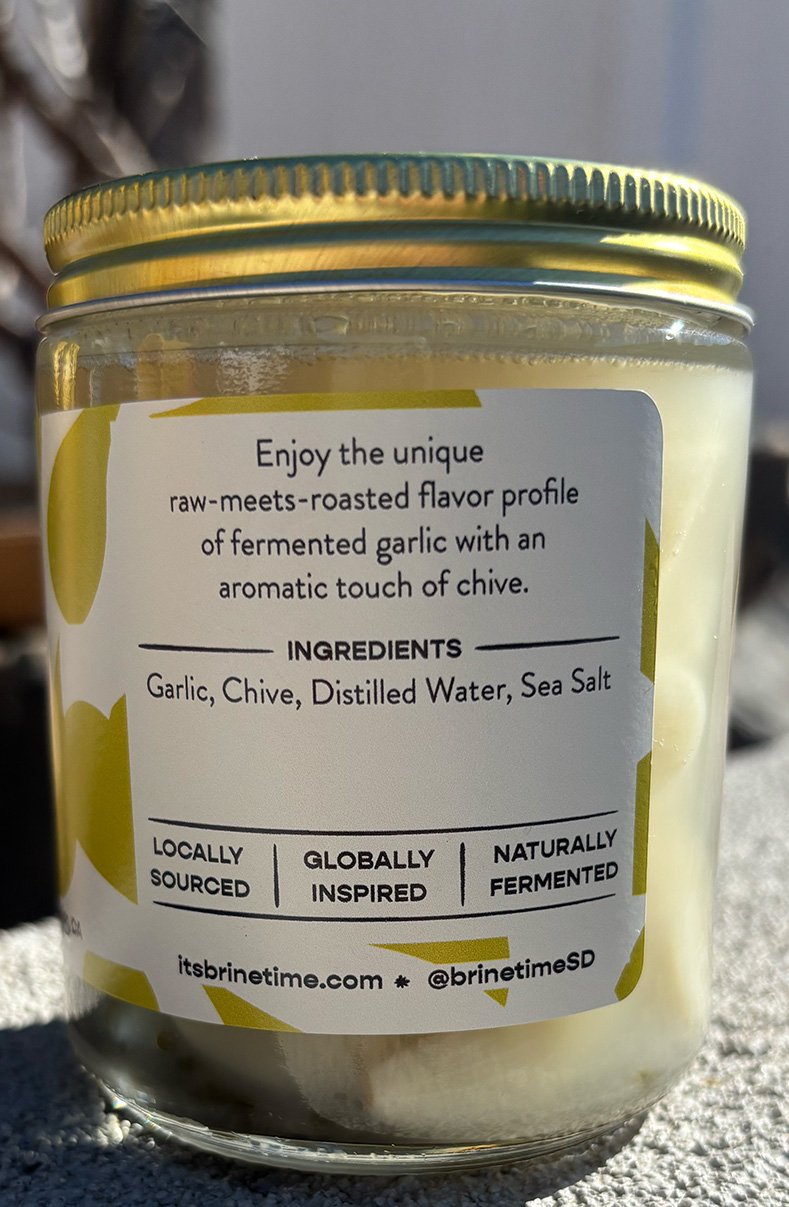 Enjoy the unique
raw-meets-roasted flavor profile
of fermented garlic with an
aromatic touch of chive.
INGREDIENTS
Garlic, Chive, Distilled Water, Sea Salt
LOCALLY SOURCED
GLOBALLY INSPIRED
NATURALLY FERMENTED
itsbrinetime.com * @brinetimeSD